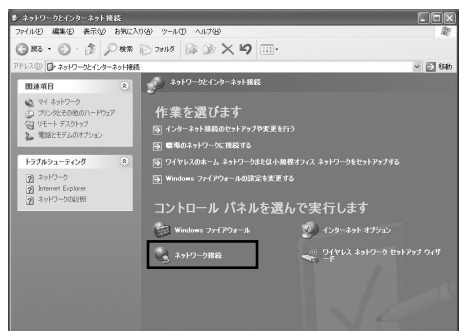 ネットワークとインターネット接続
ファイル(F) 編集(E) 表示(V) お気に入り(A) ツール(T) ヘルプ(H)
戻る 検索 フォルダ
アドレス(D) ネットワークとインターネット接続 移動
関連項目
マイ ネットワーク
プリンタとその他のハードウェア
リモート デスクトップ
電話とモデムのオプション
トラブルシューティング
ネットワーク
Internet Explorer
ネットワークの診断
ネットワークとインターネット接続
作業を選びます
インターネット接続のセットアップや変更を行う
職場のネットワークに接続する
ワイヤレスのホーム ネットワークまたは小規模オフィス ネットワークをセットアップする
Windows ファイアウォールの設定を変更する
コントロール パネルを選んで実行します
Windows ファイアウォール
インターネット オプション
ネットワーク接続
ワイヤレス ネットワーク セットアップ ウィザ
ード